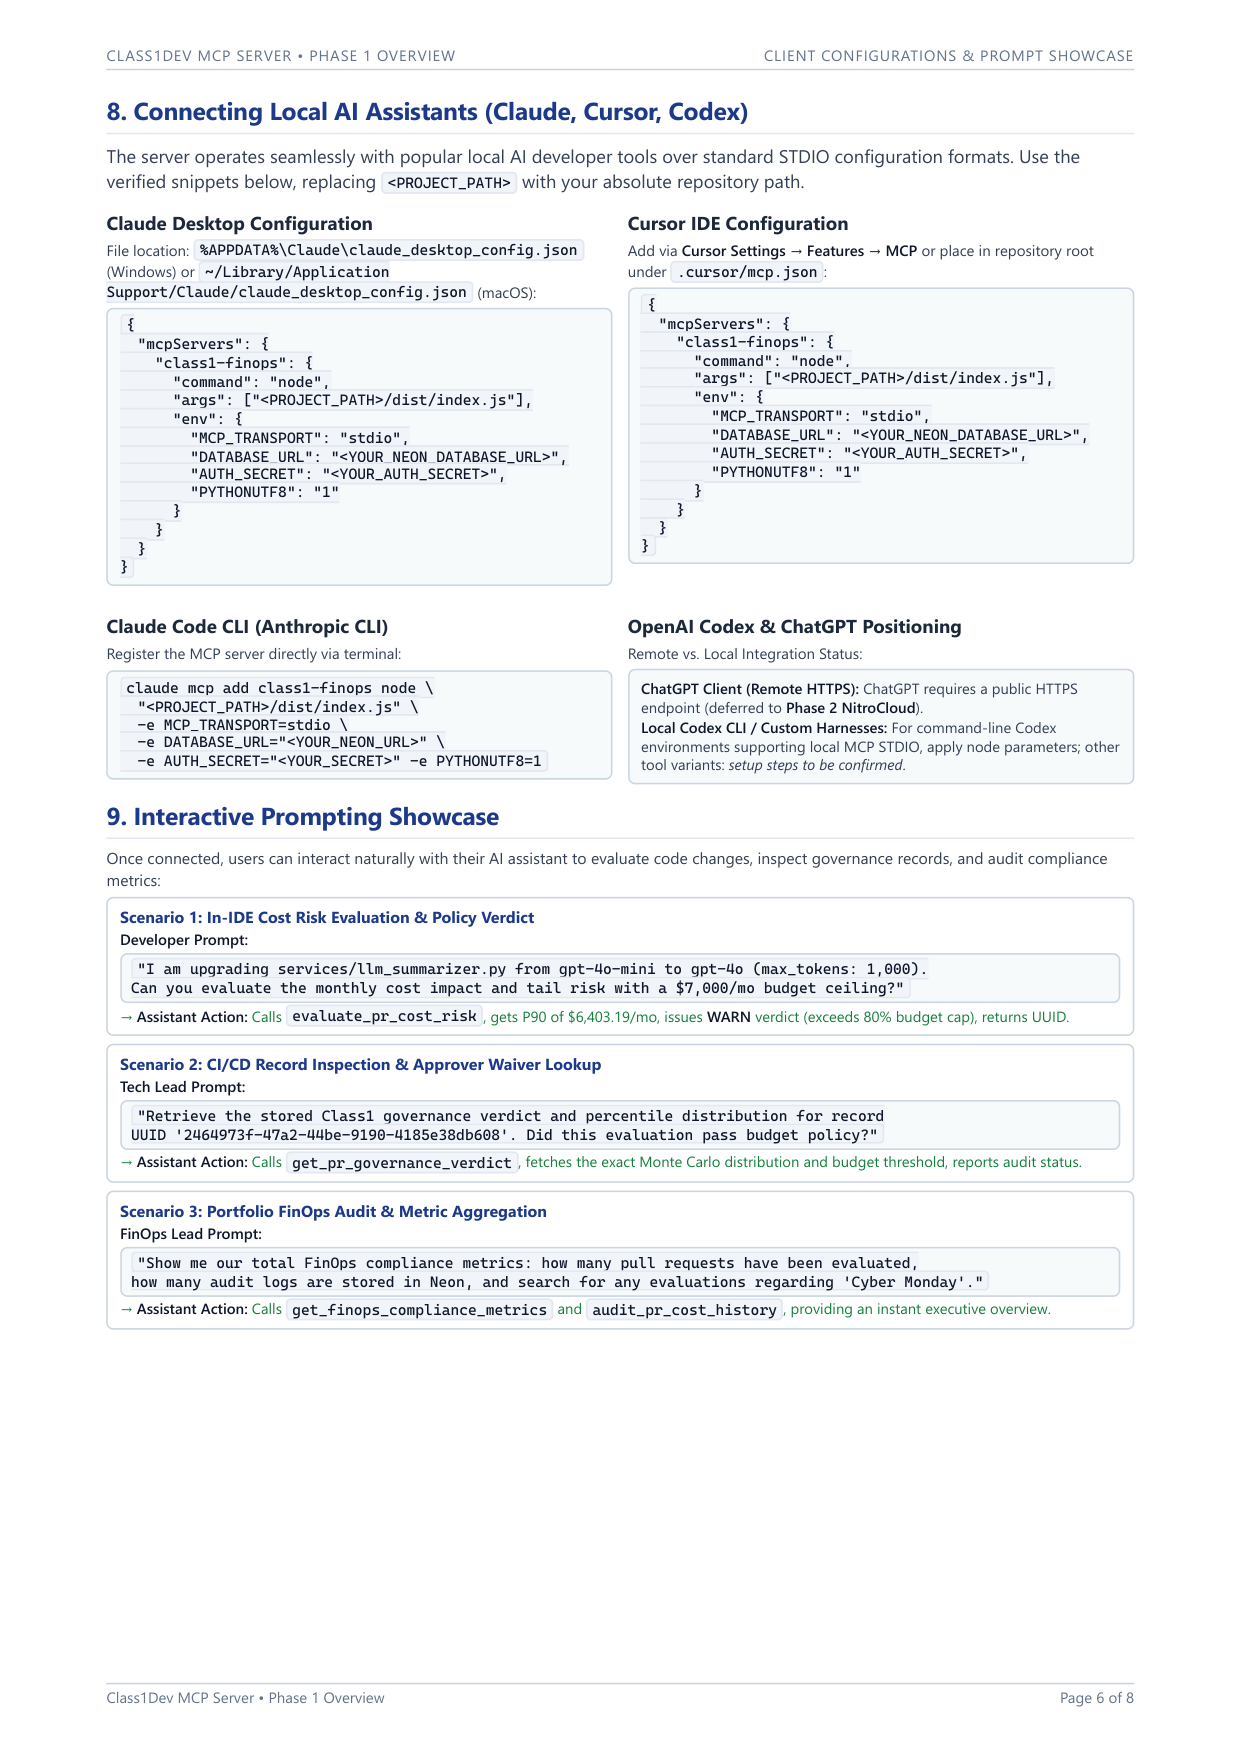 CLASS1DEV MCP SERVER • PHASE 1 OVERVIEW
CLIENT CONFIGURATIONS & PROMPT SHOWCASE
8. Connecting Local AI Assistants (Claude, Cursor, Codex)
The server operates seamlessly with popular local AI developer tools over standard STDIO configuration formats. Use the
verified snippets below, replacing <PROJECT_PATH> with your absolute repository path.
Claude Desktop Configuration
File location: %APPDATA%\Claude\claude_desktop_config.json
(Windows) or ~/Library/Application
Support/Claude/claude_desktop_config.json (macOS):
{
  "mcpServers": {
    "class1-finops": {
      "command": "node",
      "args": ["<PROJECT_PATH>/dist/index.js"],
      "env": {
        "MCP_TRANSPORT": "stdio",
        "DATABASE_URL": "<YOUR_NEON_DATABASE_URL>",
        "AUTH_SECRET": "<YOUR_AUTH_SECRET>",
        "PYTHONUTF8": "1"
      }
    }
  }
}
Cursor IDE Configuration
Add via Cursor Settings → Features → MCP or place in repository root
under .cursor/mcp.json :
{
  "mcpServers": {
    "class1-finops": {
      "command": "node",
      "args": ["<PROJECT_PATH>/dist/index.js"],
      "env": {
        "MCP_TRANSPORT": "stdio",
        "DATABASE_URL": "<YOUR_NEON_DATABASE_URL>",
        "AUTH_SECRET": "<YOUR_AUTH_SECRET>",
        "PYTHONUTF8": "1"
      }
    }
  }
}
Claude Code CLI (Anthropic CLI)
Register the MCP server directly via terminal:
claude mcp add class1-finops node \
  "<PROJECT_PATH>/dist/index.js" \
  -e MCP_TRANSPORT=stdio \
  -e DATABASE_URL="<YOUR_NEON_URL>" \
  -e AUTH_SECRET="<YOUR_SECRET>" -e PYTHONUTF8=1
OpenAI Codex & ChatGPT Positioning
Remote vs. Local Integration Status:
ChatGPT Client (Remote HTTPS): ChatGPT requires a public HTTPS
endpoint (deferred to Phase 2 NitroCloud).
Local Codex CLI / Custom Harnesses: For command-line Codex
environments supporting local MCP STDIO, apply node parameters; other
tool variants: setup steps to be confirmed.
9. Interactive Prompting Showcase
Once connected, users can interact naturally with their AI assistant to evaluate code changes, inspect governance records, and audit compliance
metrics:
Scenario 1: In-IDE Cost Risk Evaluation & Policy Verdict
Developer Prompt:
"I am upgrading services/llm_summarizer.py from gpt-4o-mini to gpt-4o (max_tokens: 1,000).
Can you evaluate the monthly cost impact and tail risk with a $7,000/mo budget ceiling?"
→ Assistant Action: Calls evaluate_pr_cost_risk , gets P90 of $6,403.19/mo, issues WARN verdict (exceeds 80% budget cap), returns UUID.
Scenario 2: CI/CD Record Inspection & Approver Waiver Lookup
Tech Lead Prompt:
"Retrieve the stored Class1 governance verdict and percentile distribution for record
UUID '2464973f-47a2-44be-9190-4185e38db608'. Did this evaluation pass budget policy?"
→ Assistant Action: Calls get_pr_governance_verdict , fetches the exact Monte Carlo distribution and budget threshold, reports audit status.
Scenario 3: Portfolio FinOps Audit & Metric Aggregation
FinOps Lead Prompt:
"Show me our total FinOps compliance metrics: how many pull requests have been evaluated,
how many audit logs are stored in Neon, and search for any evaluations regarding 'Cyber Monday'."
→ Assistant Action: Calls get_finops_compliance_metrics and audit_pr_cost_history , providing an instant executive overview.
Class1Dev MCP Server • Phase 1 Overview
Page 6 of 8